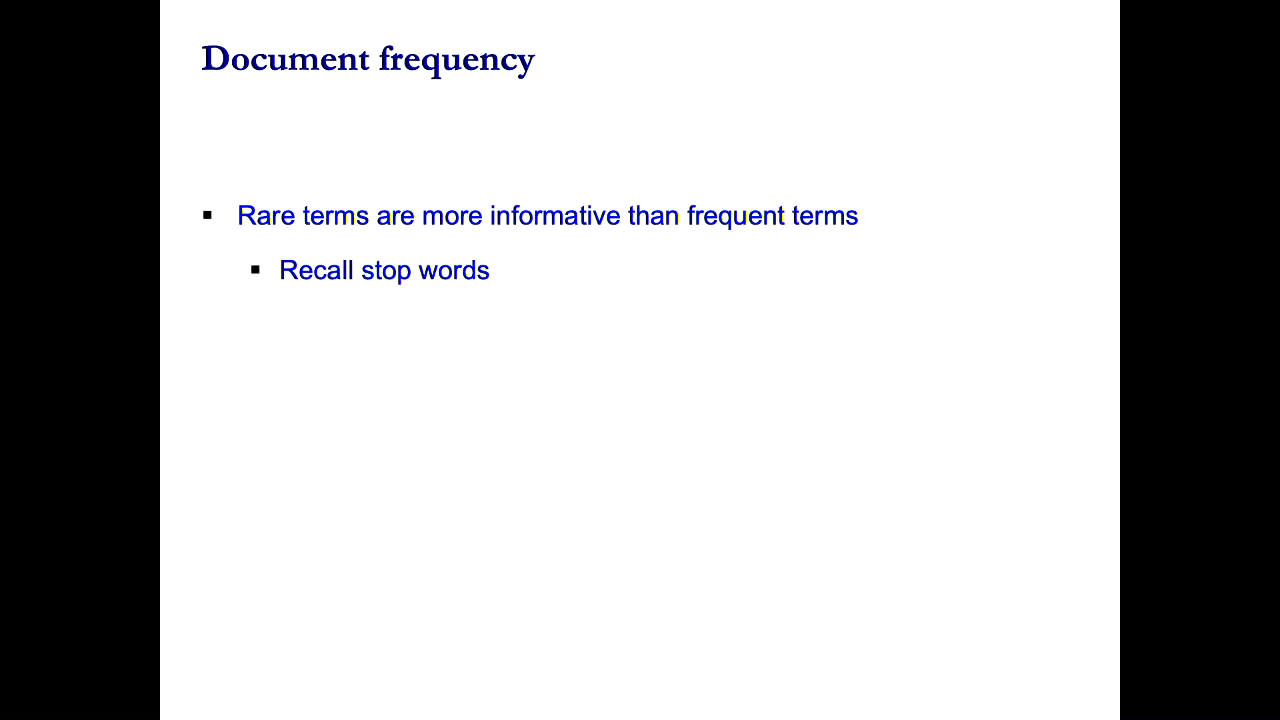 Document frequency
▪ Rare terms are more informative than frequent terms
▪ Recall stop words